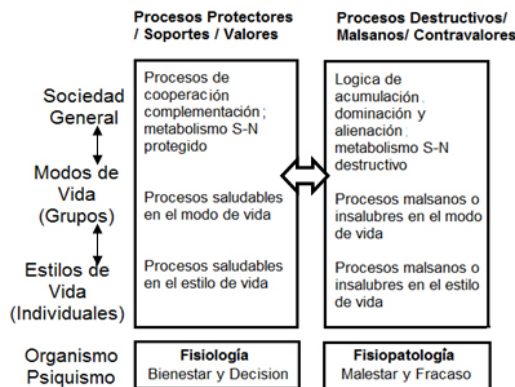 Procesos Protectores
/ Soportes / Valores
Procesos Destructivos/
Malsanos/ Contravalores
Sociedad
General
Procesos de
cooperación
complementación;
metabolismo S-N
protegido
Logica de
acumulación,
dominación y
alienación;
metabolismo S-N
destructivo
Modos de
Vida
(Grupos)
Procesos saludables
en el modo de vida
Procesos malsanos o
insalubres en el modo
de vida
Estilos de
Vida
(Individuales)
Procesos saludables
en el estilo de vida
Procesos malsanos o
insalubres en el estilo
de vida
Organismo
Psiquismo
Fisiología
Bienestar y Decision
Fisiopatología
Malestar y Fracaso